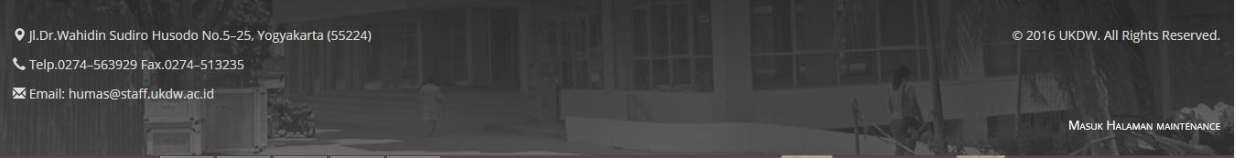 Jl.Dr.Wahidin Sudiro Husodo No.5–25, Yogyakarta (55224)
© 2016 UKDW. All Rights Reserved.
Telp.0274–563929 Fax.0274–513235
Email: humas@staff.ukdw.ac.id
Masuk Halaman maintenance